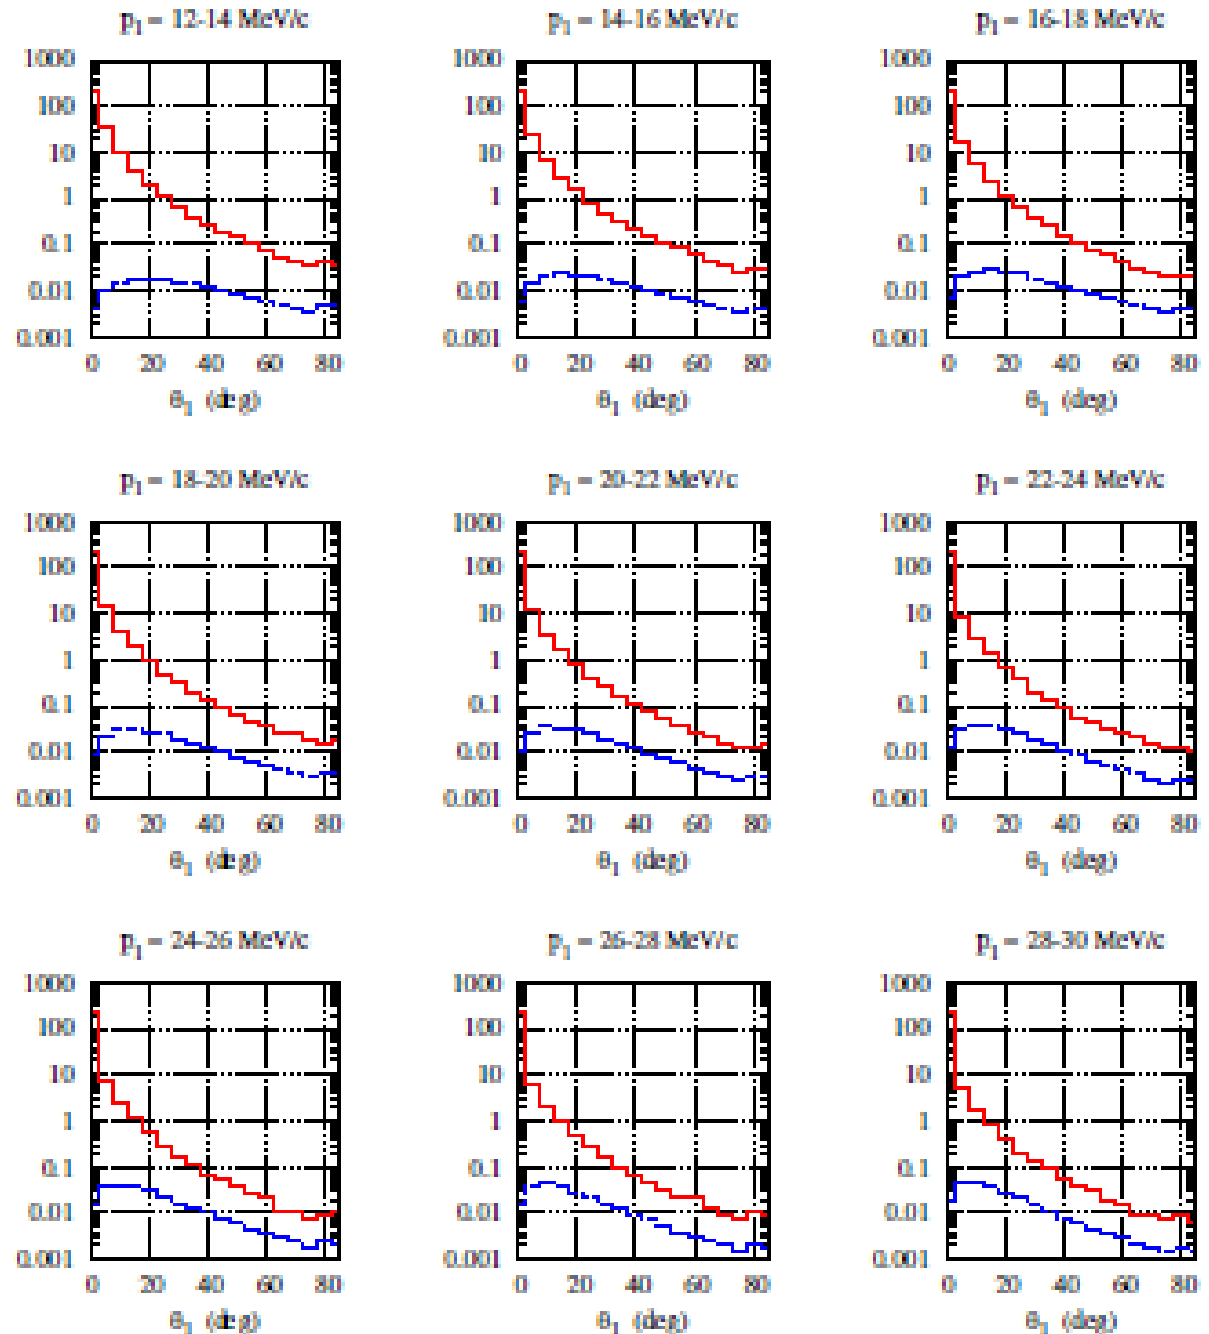 p₁ = 12-14 MeV/c
p₁ = 14-16 MeV/c
p₁ = 16-18 MeV/c
1000 1000 1000
100 100 100
10 10 10
1 1 1
0.1 0.1 0.1
0.01 0.01 0.01
0.001 0.001 0.001
0 20 40 60 80 0 20 40 60 80 0 20 40 60 80
θ₁ (deg) θ₁ (deg) θ₁ (deg)
p₁ = 18-20 MeV/c
p₁ = 20-22 MeV/c
p₁ = 22-24 MeV/c
1000 1000 1000
100 100 100
10 10 10
1 1 1
0.1 0.1 0.1
0.01 0.01 0.01
0.001 0.001 0.001
0 20 40 60 80 0 20 40 60 80 0 20 40 60 80
θ₁ (deg) θ₁ (deg) θ₁ (deg)
p₁ = 24-26 MeV/c
p₁ = 26-28 MeV/c
p₁ = 28-30 MeV/c
1000 1000 1000
100 100 100
10 10 10
1 1 1
0.1 0.1 0.1
0.01 0.01 0.01
0.001 0.001 0.001
0 20 40 60 80 0 20 40 60 80 0 20 40 60 80
θ₁ (deg) θ₁ (deg) θ₁ (deg)